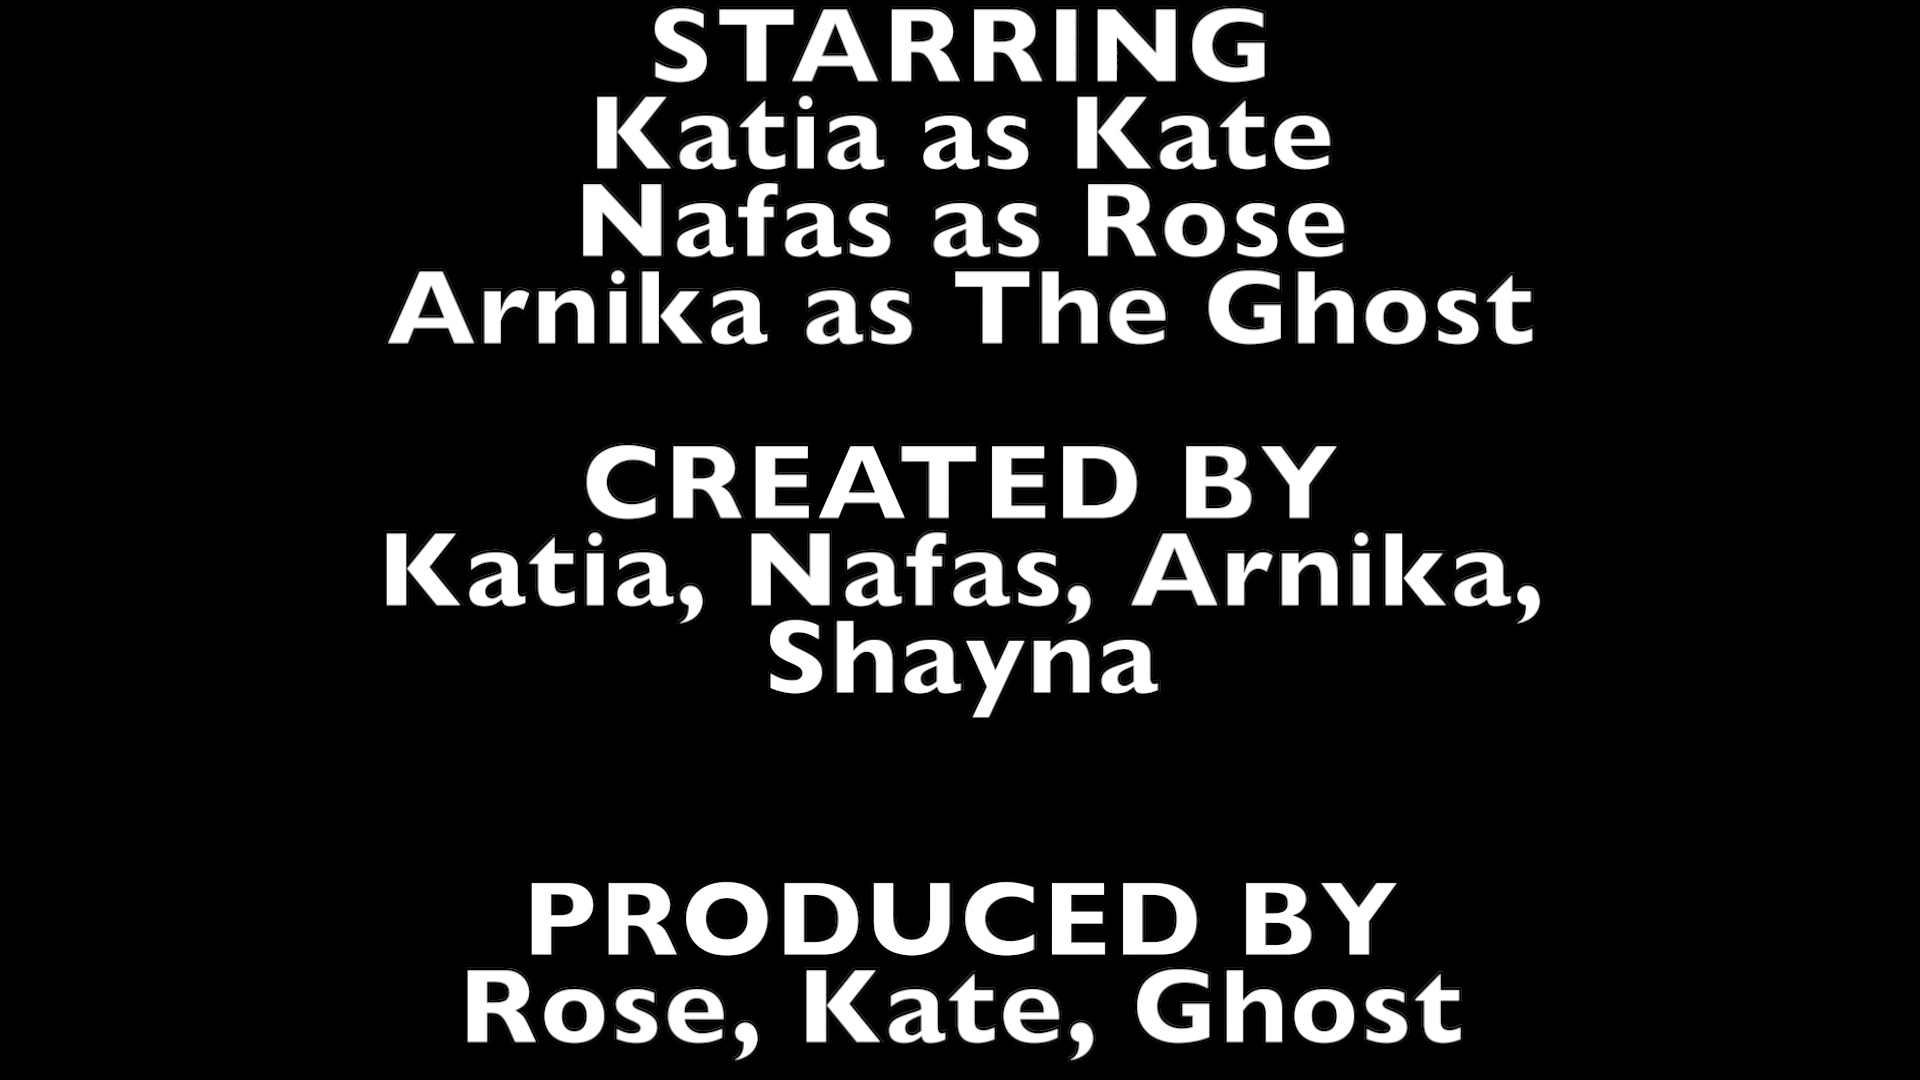 STARRING
Katia as Kate
Nafas as Rose
Arnika as The Ghost
CREATED BY
Katia, Nafas, Arnika,
Shayna
PRODUCED BY
Rose, Kate, Ghost